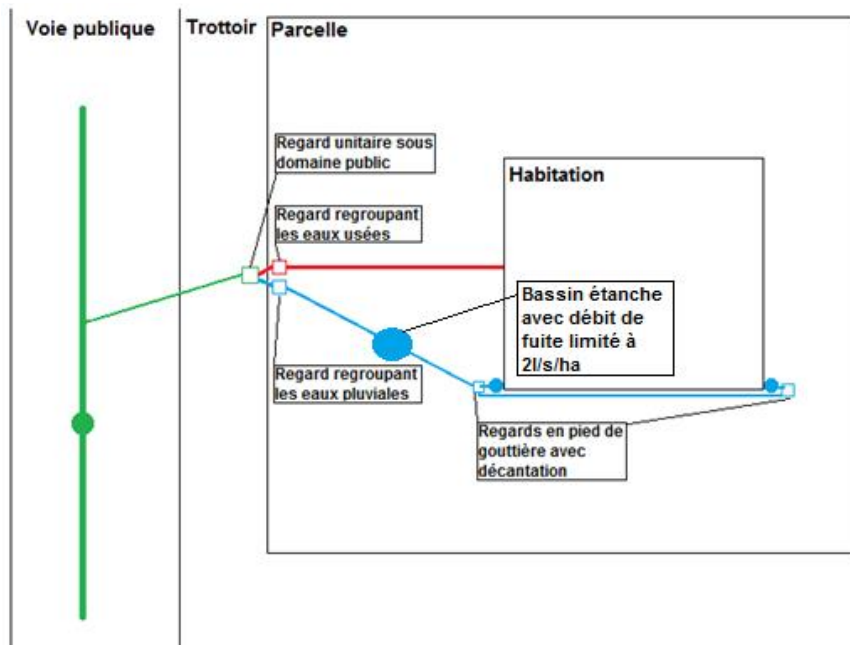 Voie publique
Trottoir
Parcelle
Regard unitaire sous
domaine public
Habitation
Regard regroupant
les eaux usées
Bassin étanche
avec débit de
fuite limité à
2l/s/ha
Regard regroupant
les eaux pluviales
Regards en pied de
gouttière avec
décantation